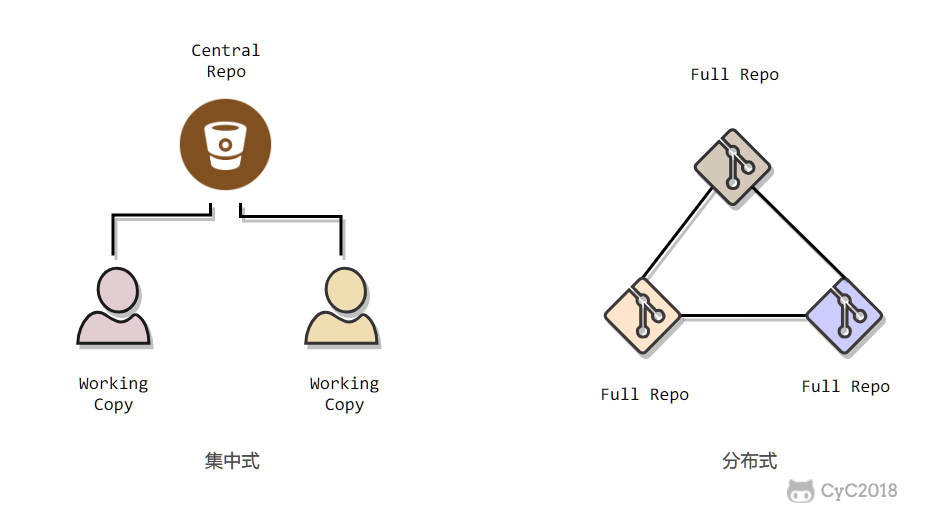 Central
Repo
Working
Copy
Working
Copy
集中式
Full Repo
Full Repo
Full Repo
分布式
CyC2018